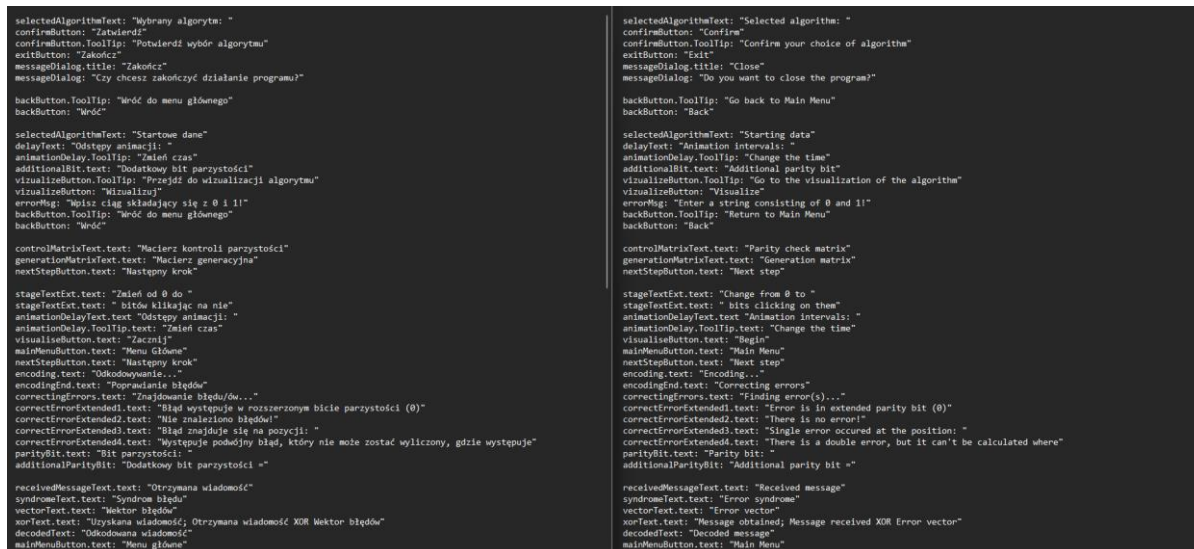 selectedAlgorithmText: "Wybrany algorytm: "
confirmButton: "Zatwierdź"
confirmButton.ToolTip: "Potwierdź wybór algorytmu"
exitButton: "Zakończ"
messageDialog.title: "Zakończ"
messageDialog: "Czy chcesz zakończyć działanie programu?"

backButton.ToolTip: "Wróć do menu głównego"
backButton: "Wróć"

selectedAlgorithmText: "Startowe dane"
delayText: "Odstępy animacji: "
animationDelay.ToolTip: "Zmień czas"
additionalBit.text: "Dodatkowy bit parzystości"
vizualizeButton.ToolTip: "Przejdź do wizualizacji algorytmu"
vizualizeButton: "Wizualizuj"
errorMsg: "Wpisz ciąg składający się z 0 i 1!"
backButton.ToolTip: "Wróć do menu głównego"
backButton: "Wróć"

controlMatrixText.text: "Macierz kontroli parzystości"
generationMatrixText.text: "Macierz generacyjna"
nextStepButton.text: "Następny krok"

stageTextExt.text: "Zmień od 0 do "
stageTextExt.text: " bitów klikając na nie"
animationDelayText.text "Odstępy animacji: "
animationDelay.ToolTip.text: "Zmień czas"
visualiseButton.text: "Zacznij"
mainMenuButton.text: "Menu Główne"
nextStepButton.text: "Następny krok"
encoding.text: "Odkodowywanie..."
encodingEnd.text: "Poprawianie błędów"
correctingErrors.text: "Znajdowanie błędu/ów..."
correctErrorExtended1.text: "Błąd występuje w rozszerzonym bicie parzystości (0)"
correctErrorExtended2.text: "Nie znaleziono błędów!"
correctErrorExtended3.text: "Błąd znajduje się na pozycji: "
correctErrorExtended4.text: "Występuje podwójny błąd, który nie może zostać wyliczony, gdzie występuje"
parityBit.text: "Bit parzystości: "
additionalParityBit: "Dodatkowy bit parzystości ="

receivedMessageText.text: "Otrzymana wiadomość"
syndromeText.text: "Syndrom błędu"
vectorText.text: "Wektor błędów"
xorText.text: "Uzyskana wiadomość; Otrzymana wiadomość XOR Wektor błędów"
decodedText: "Odkodowana wiadomość"
mainMenuButton.text: "Menu główne"

selectedAlgorithmText: "Selected algorithm: "
confirmButton: "Confirm"
confirmButton.ToolTip: "Confirm your choice of algorithm"
exitButton: "Exit"
messageDialog.title: "Close"
messageDialog: "Do you want to close the program?"

backButton.ToolTip: "Go back to Main Menu"
backButton: "Back"

selectedAlgorithmText: "Starting data"
delayText: "Animation intervals: "
animationDelay.ToolTip: "Change the time"
additionalBit.text: "Additional parity bit"
vizualizeButton.ToolTip: "Go to the visualization of the algorithm"
vizualizeButton: "Visualize"
errorMsg: "Enter a string consisting of 0 and 1!"
backButton.ToolTip: "Return to Main Menu"
backButton: "Back"

controlMatrixText.text: "Parity check matrix"
generationMatrixText.text: "Generation matrix"
nextStepButton.text: "Next step"

stageTextExt.text: "Change from 0 to "
stageTextExt.text: " bits clicking on them"
animationDelayText.text "Animation intervals: "
animationDelay.ToolTip.text: "Change the time"
visualiseButton.text: "Begin"
mainMenuButton.text: "Main Menu"
nextStepButton.text: "Next step"
encoding.text: "Encoding..."
encodingEnd.text: "Correcting errors"
correctingErrors.text: "Finding error(s)..."
correctErrorExtended1.text: "Error is in extended parity bit (0)"
correctErrorExtended2.text: "There is no error!"
correctErrorExtended3.text: "Single error occured at the position: "
correctErrorExtended4.text: "There is a double error, but it can't be calculated where"
parityBit.text: "Parity bit: "
additionalParityBit: "Additional parity bit ="

receivedMessageText.text: "Received message"
syndromeText.text: "Error syndrome"
vectorText.text: "Error vector"
xorText.text: "Message obtained; Message received XOR Error vector"
decodedText: "Decoded message"
mainMenuButton.text: "Main Menu"